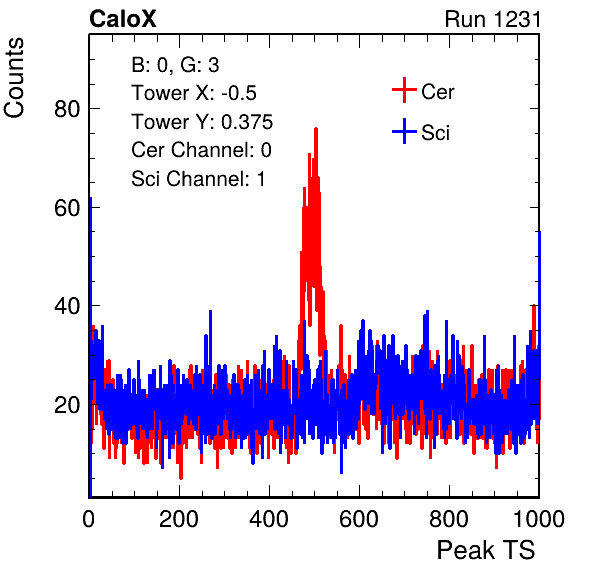 CaloX Run 1231
Counts
B: 0, G: 3
Tower X: -0.5
Tower Y: 0.375
Cer Channel: 0
Sci Channel: 1
Cer
Sci
80
60
40
20
0 200 400 600 800 1000
Peak TS